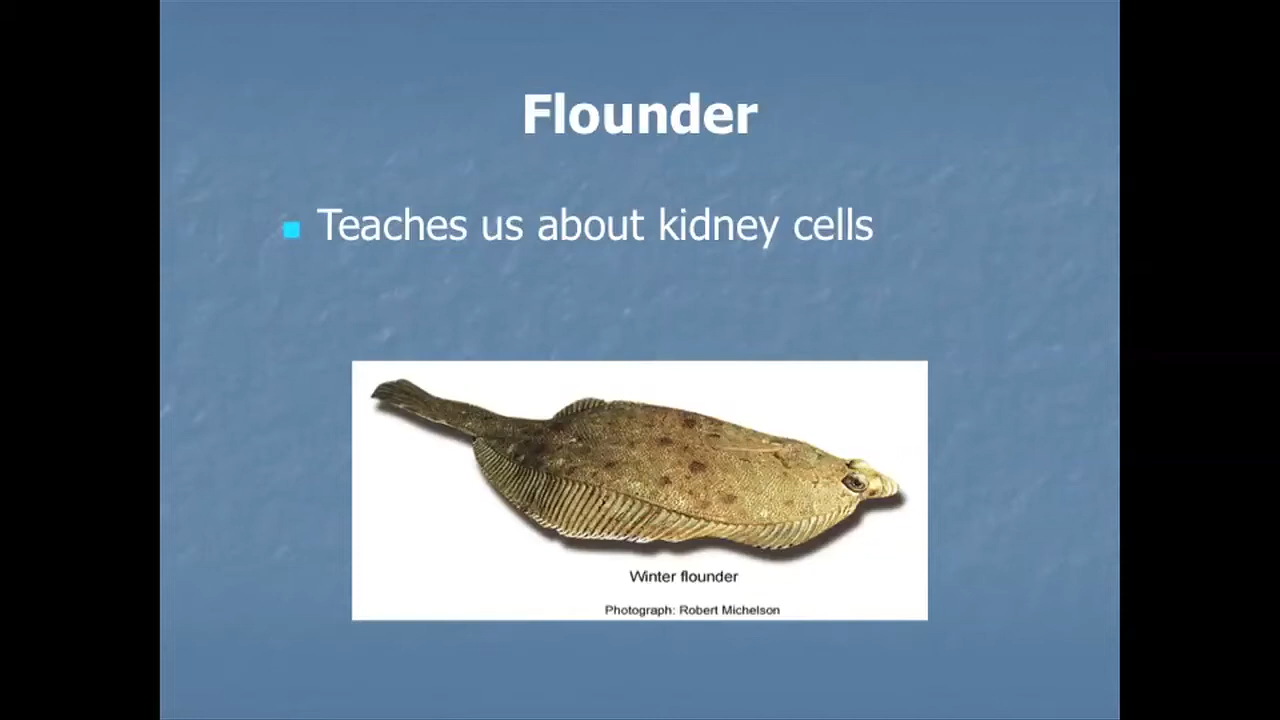 Flounder
Teaches us about kidney cells
Winter flounder
Photograph: Robert Michelson